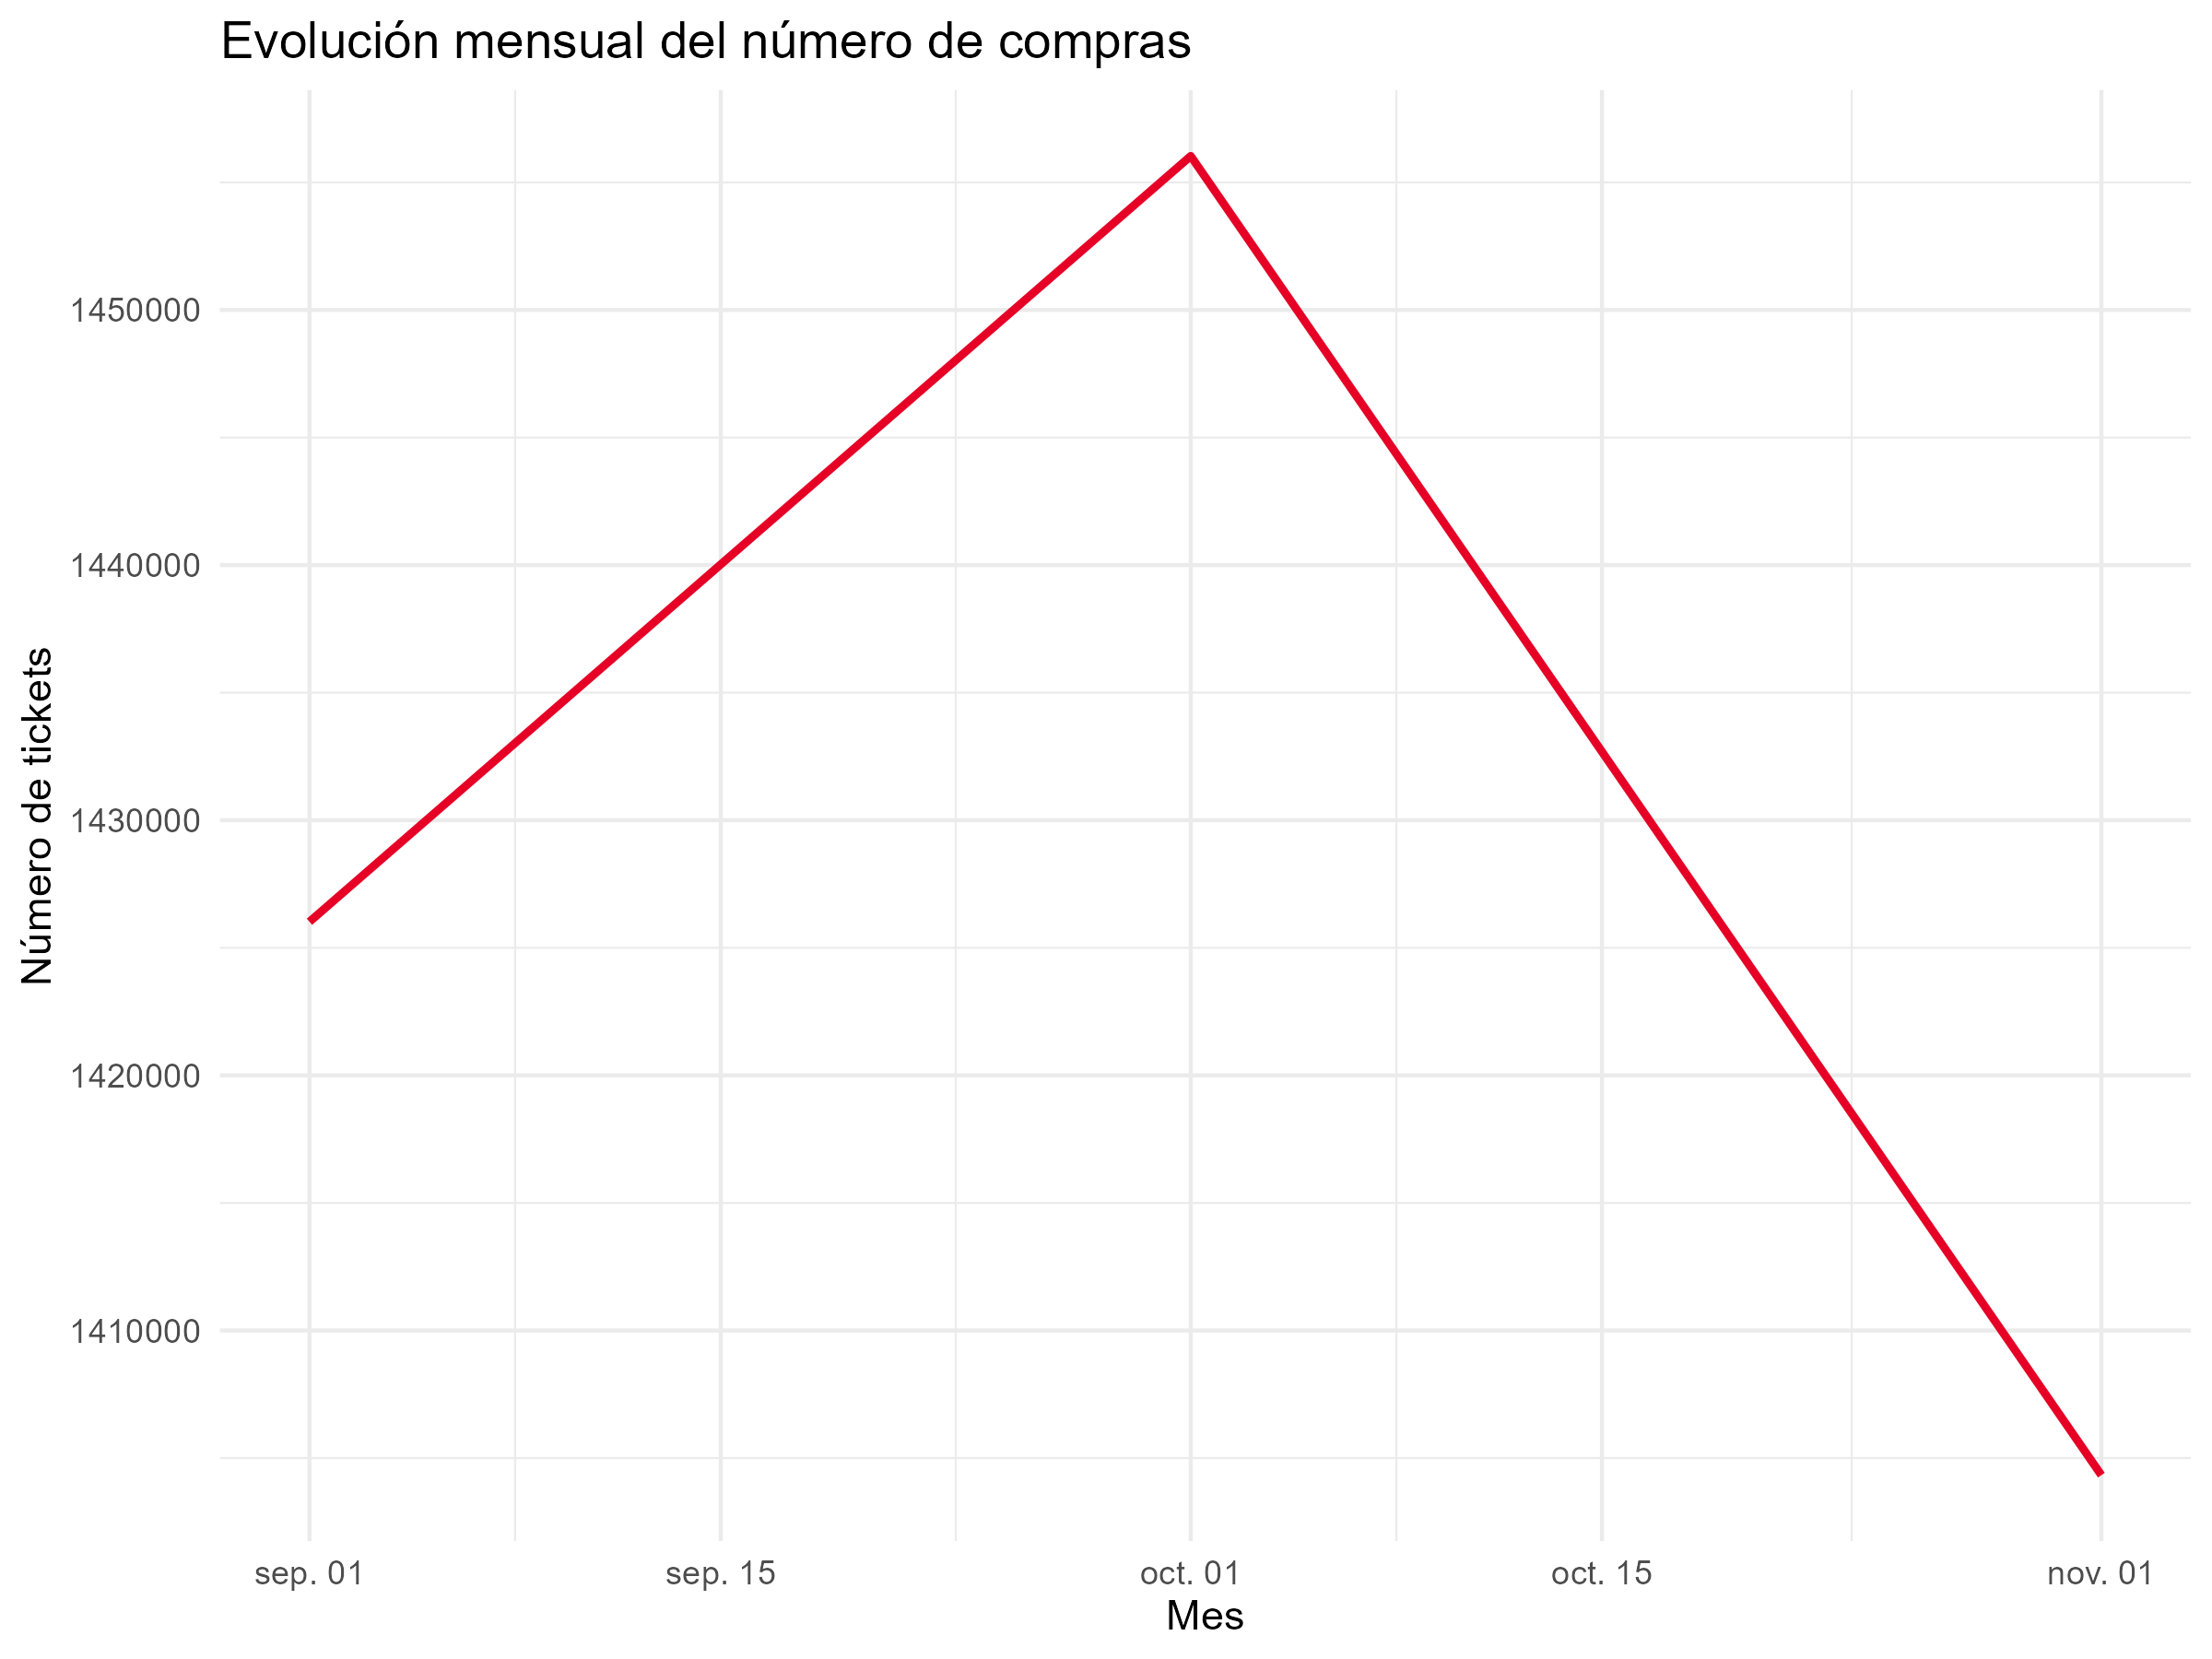 Evolución mensual del número de compras
Número de tickets
1450000
1440000
1430000
1420000
1410000
sep. 01
sep. 15
oct. 01
oct. 15
nov. 01
Mes